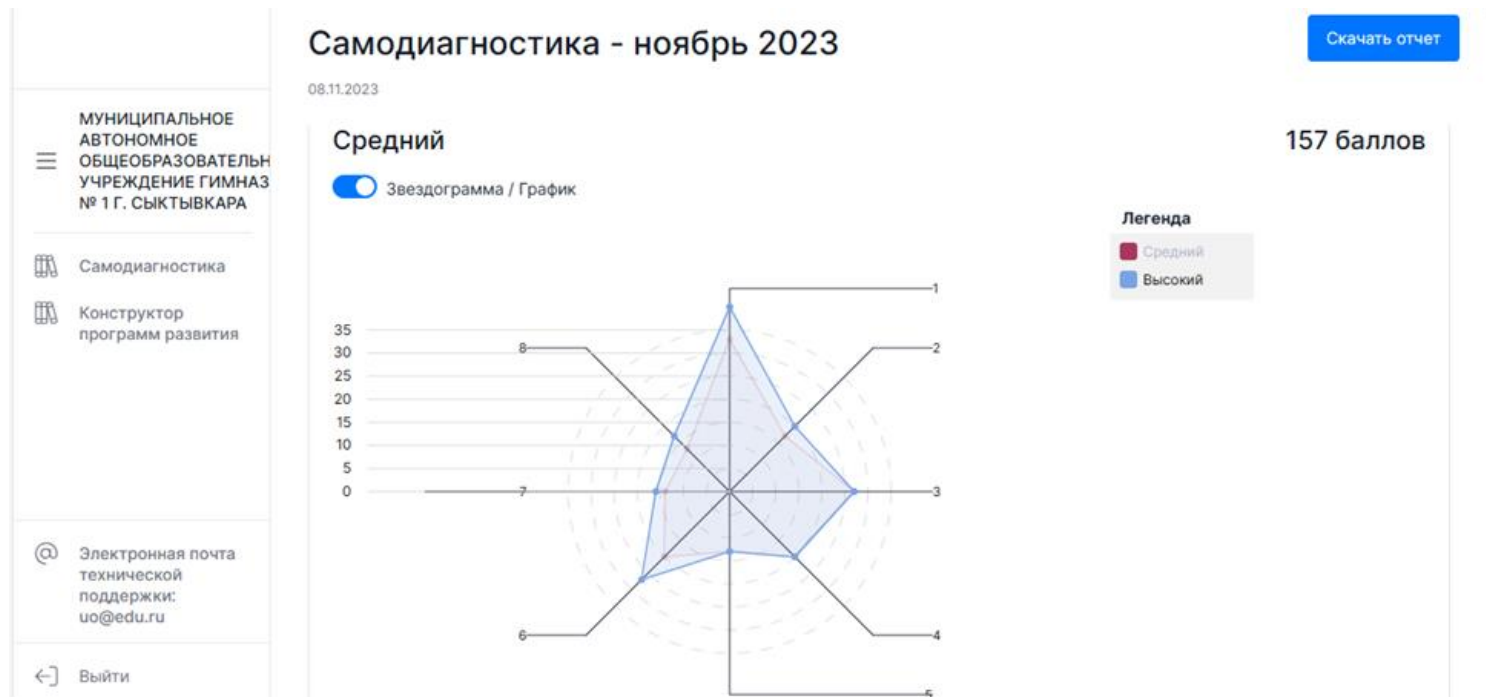 Самодиагностика - ноябрь 2023
Скачать отчет
08.11.2023
МУНИЦИПАЛЬНОЕ
АВТОНОМНОЕ
ОБЩЕОБРАЗОВАТЕЛЬН
УЧРЕЖДЕНИЕ ГИМНАЗ
№ 1 Г. СЫКТЫВКАРА
Самодиагностика
Конструктор
программ развития
@ Электронная почта
технической
поддержки:
uo@edu.ru
Выйти
Средний
157 баллов
Звездограмма / График
Легенда
Средний
Высокий
35
30
25
20
15
10
5
0
1
2
3
4
5
6
7
8